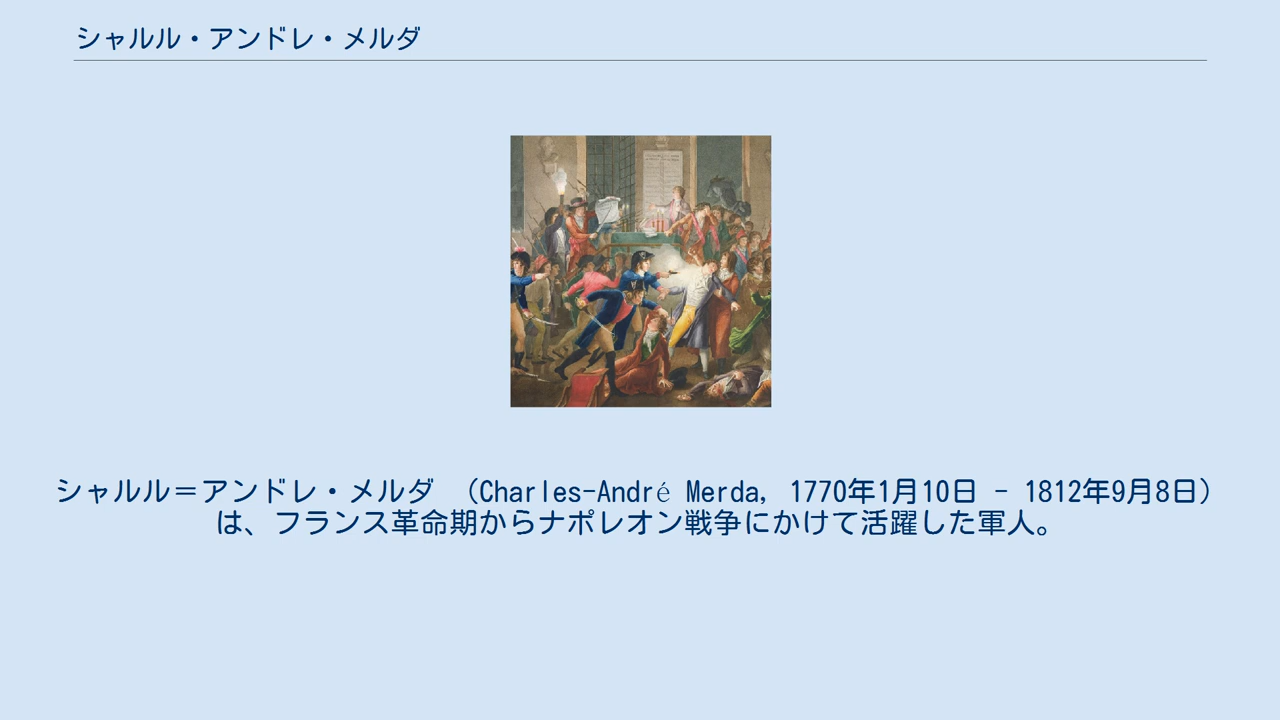 シャルル・アンドレ・メルダ
シャルル＝アンドレ・メルダ （Charles-André Merda, 1770年1月10日 - 1812年9月8日）
は、フランス革命期からナポレオン戦争にかけて活躍した軍人。